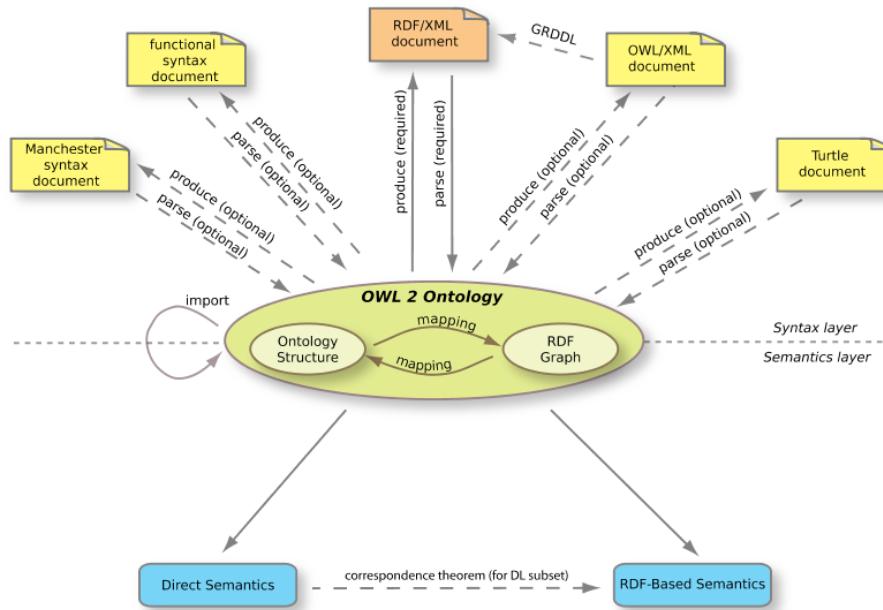 RDF/XML
document
GRDDL
functional
syntax
document
OWL/XML
document
Manchester
syntax
document
Turtle
document
produce (optional)
parse (optional)
produce (optional)
parse (optional)
produce (required)
parse (required)
produce (optional)
parse (optional)
produce (optional)
parse (optional)
import
OWL 2 Ontology
Ontology
Structure
mapping
mapping
RDF
Graph
Syntax layer
Semantics layer
Direct Semantics
correspondence theorem (for DL subset)
RDF-Based Semantics